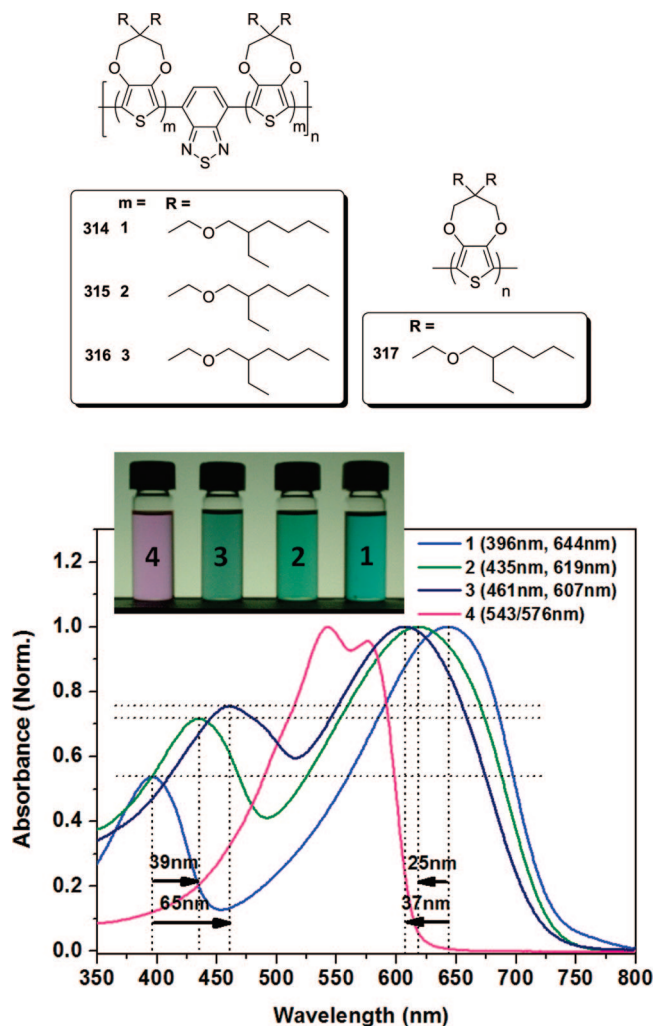 R R R R
O O O O
S m S m n
N S N
m = R =
314 1
O
315 2
O
316 3
O
R R
O O
S n
R =
317
O
4 3 2 1
1 (396nm, 644nm)
2 (435nm, 619nm)
3 (461nm, 607nm)
4 (543/576nm)
1.2
1.0
0.8
0.6
0.4
0.2
0.0
Absorbance (Norm.)
39nm
65nm
25nm
37nm
350 400 450 500 550 600 650 700 750 800
Wavelength (nm)